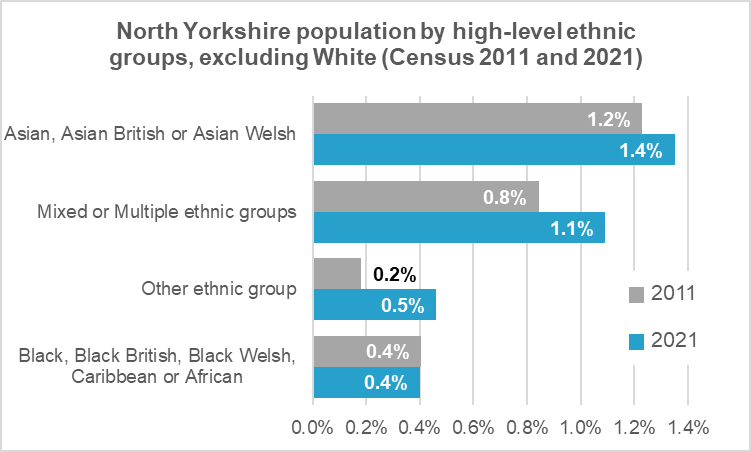 North Yorkshire population by high-level ethnic
groups, excluding White (Census 2011 and 2021)
Asian, Asian British or Asian Welsh
1.2%
1.4%
Mixed or Multiple ethnic groups
0.8%
1.1%
Other ethnic group
0.2%
0.5%
Black, Black British, Black Welsh,
Caribbean or African
0.4%
0.4%
2011
2021
0.0% 0.2% 0.4% 0.6% 0.8% 1.0% 1.2% 1.4%